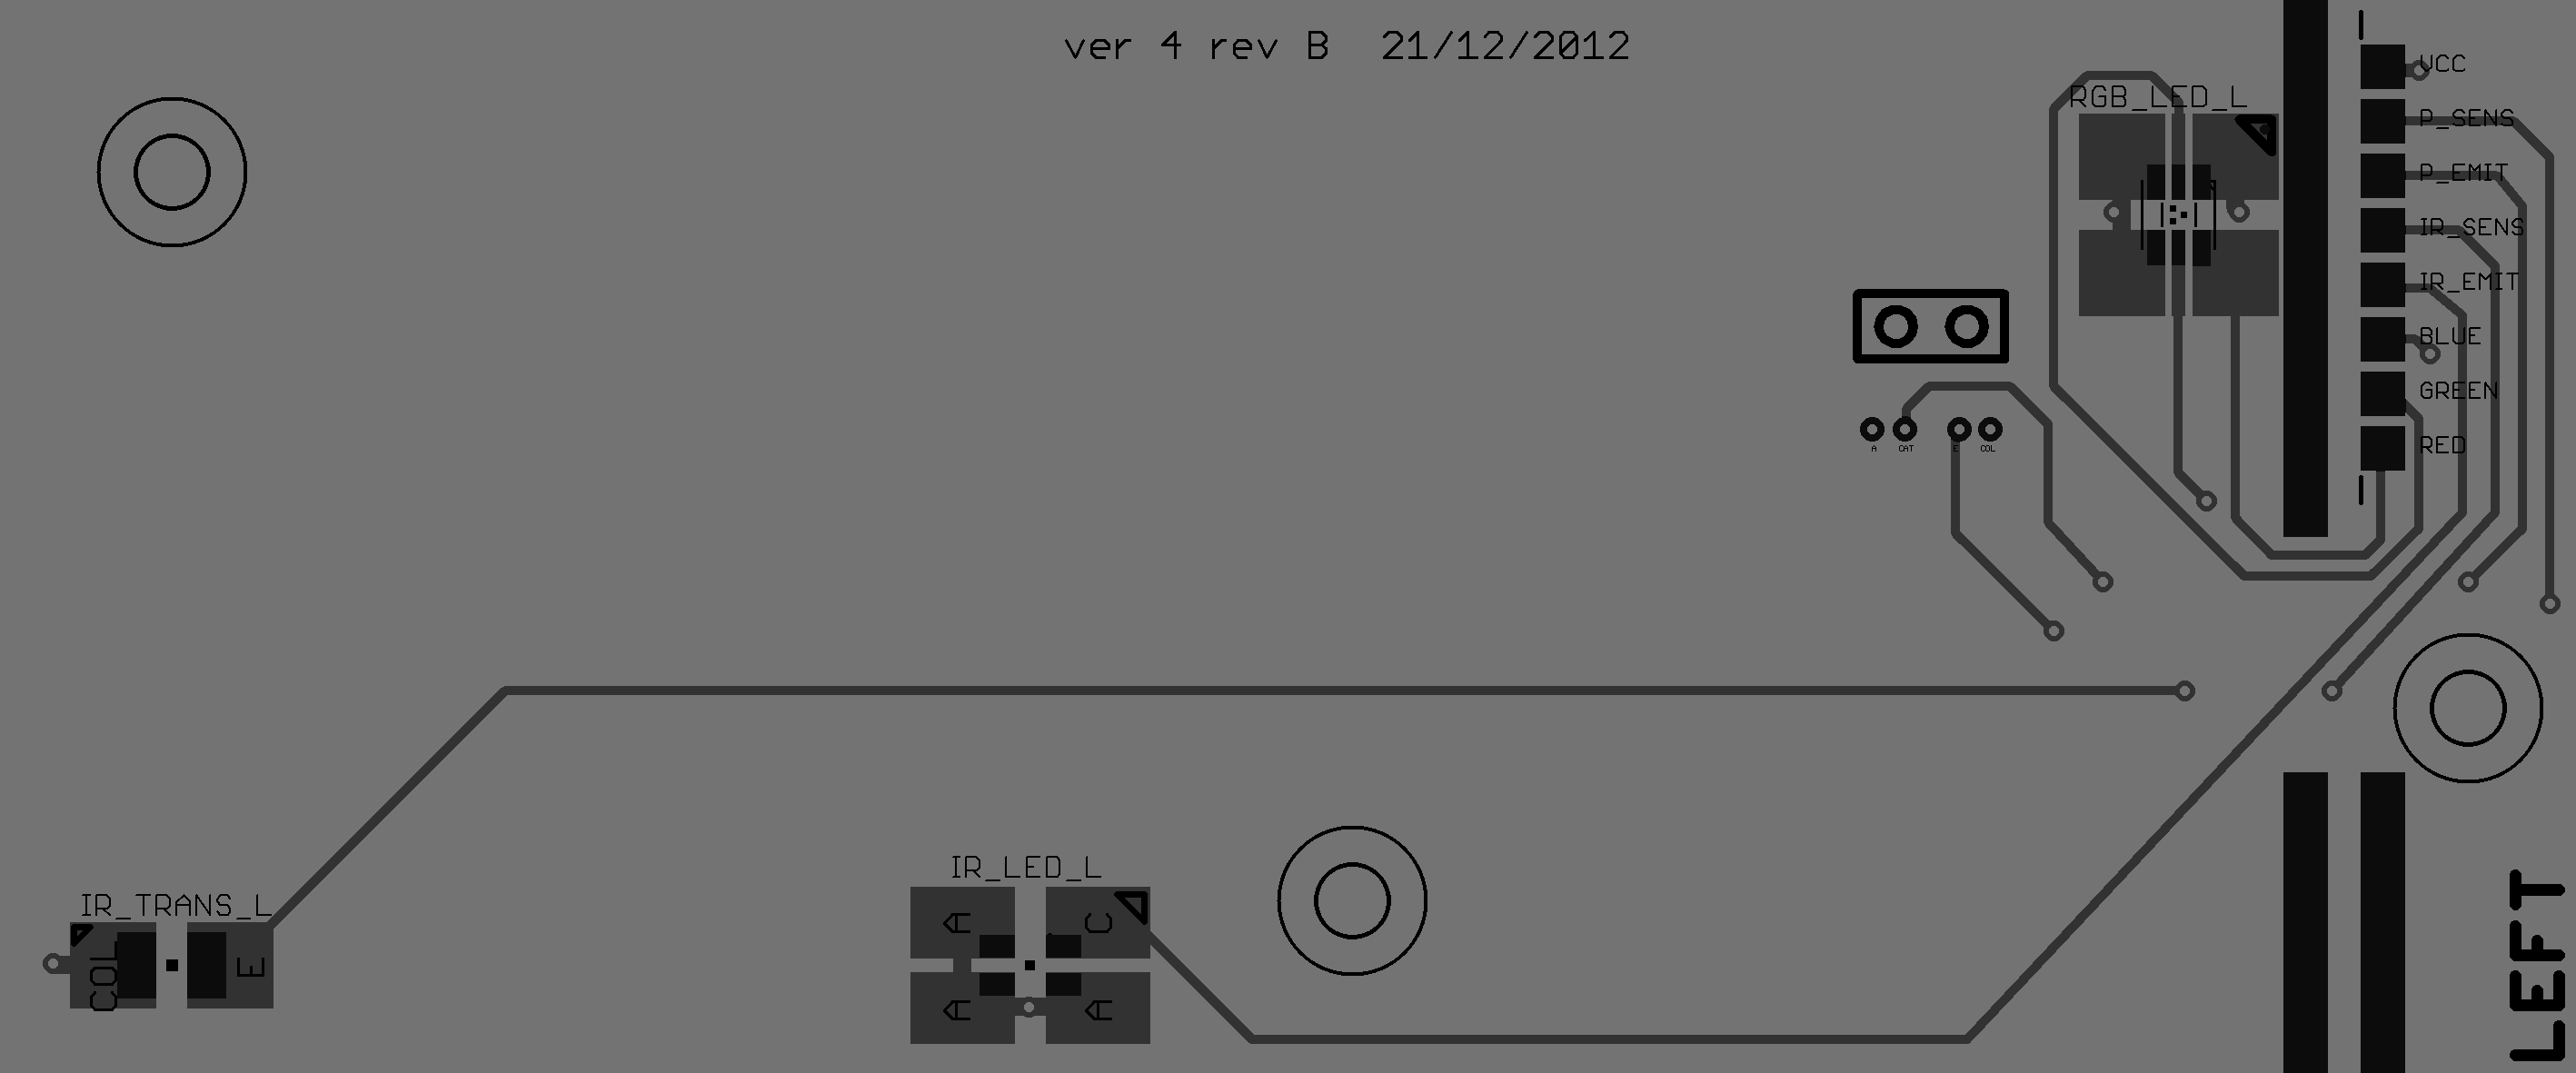 ver 4 rev B 21/12/2012
VCC
RGB_LED_L
P_SENS
P_EMIT
IR_SENS
IR_EMIT
BLUE
GREEN
RED
A CAT E COL
IR_LED_L
A C
A A
IR_TRANS_L
COL E
LEFT